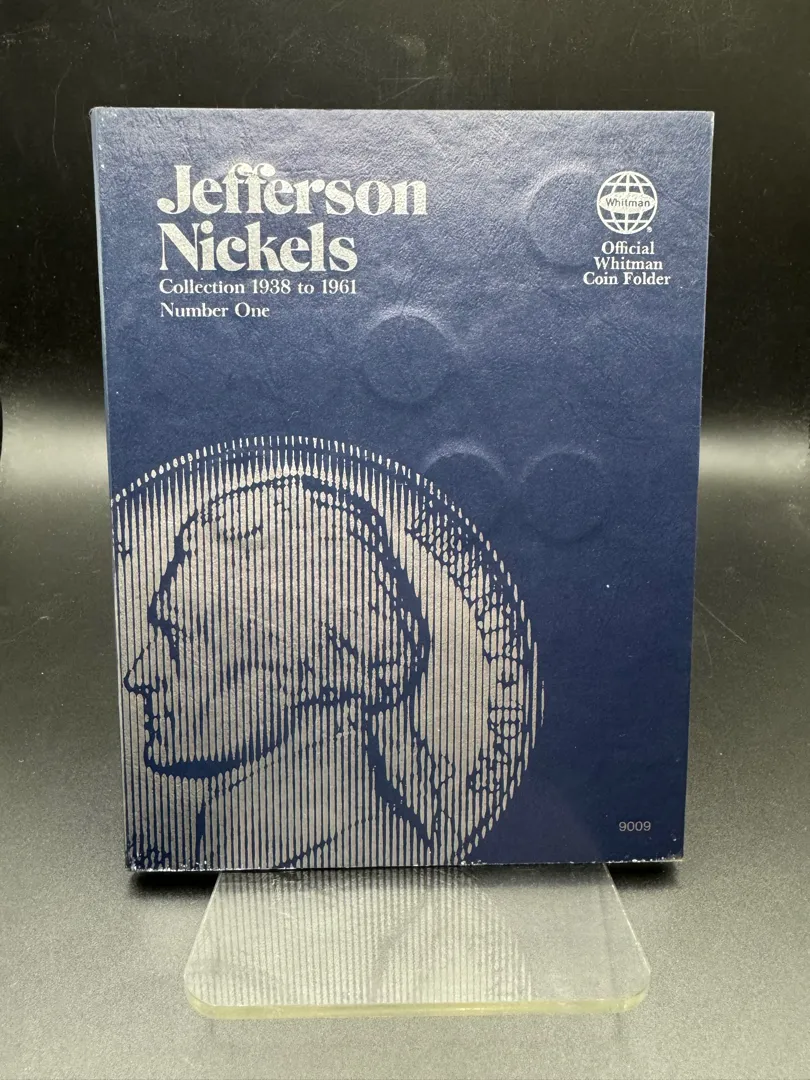 Jefferson
Nickels
Collection 1938 to 1961
Number One
Whitman
®
Official
Whitman
Coin Folder
9009